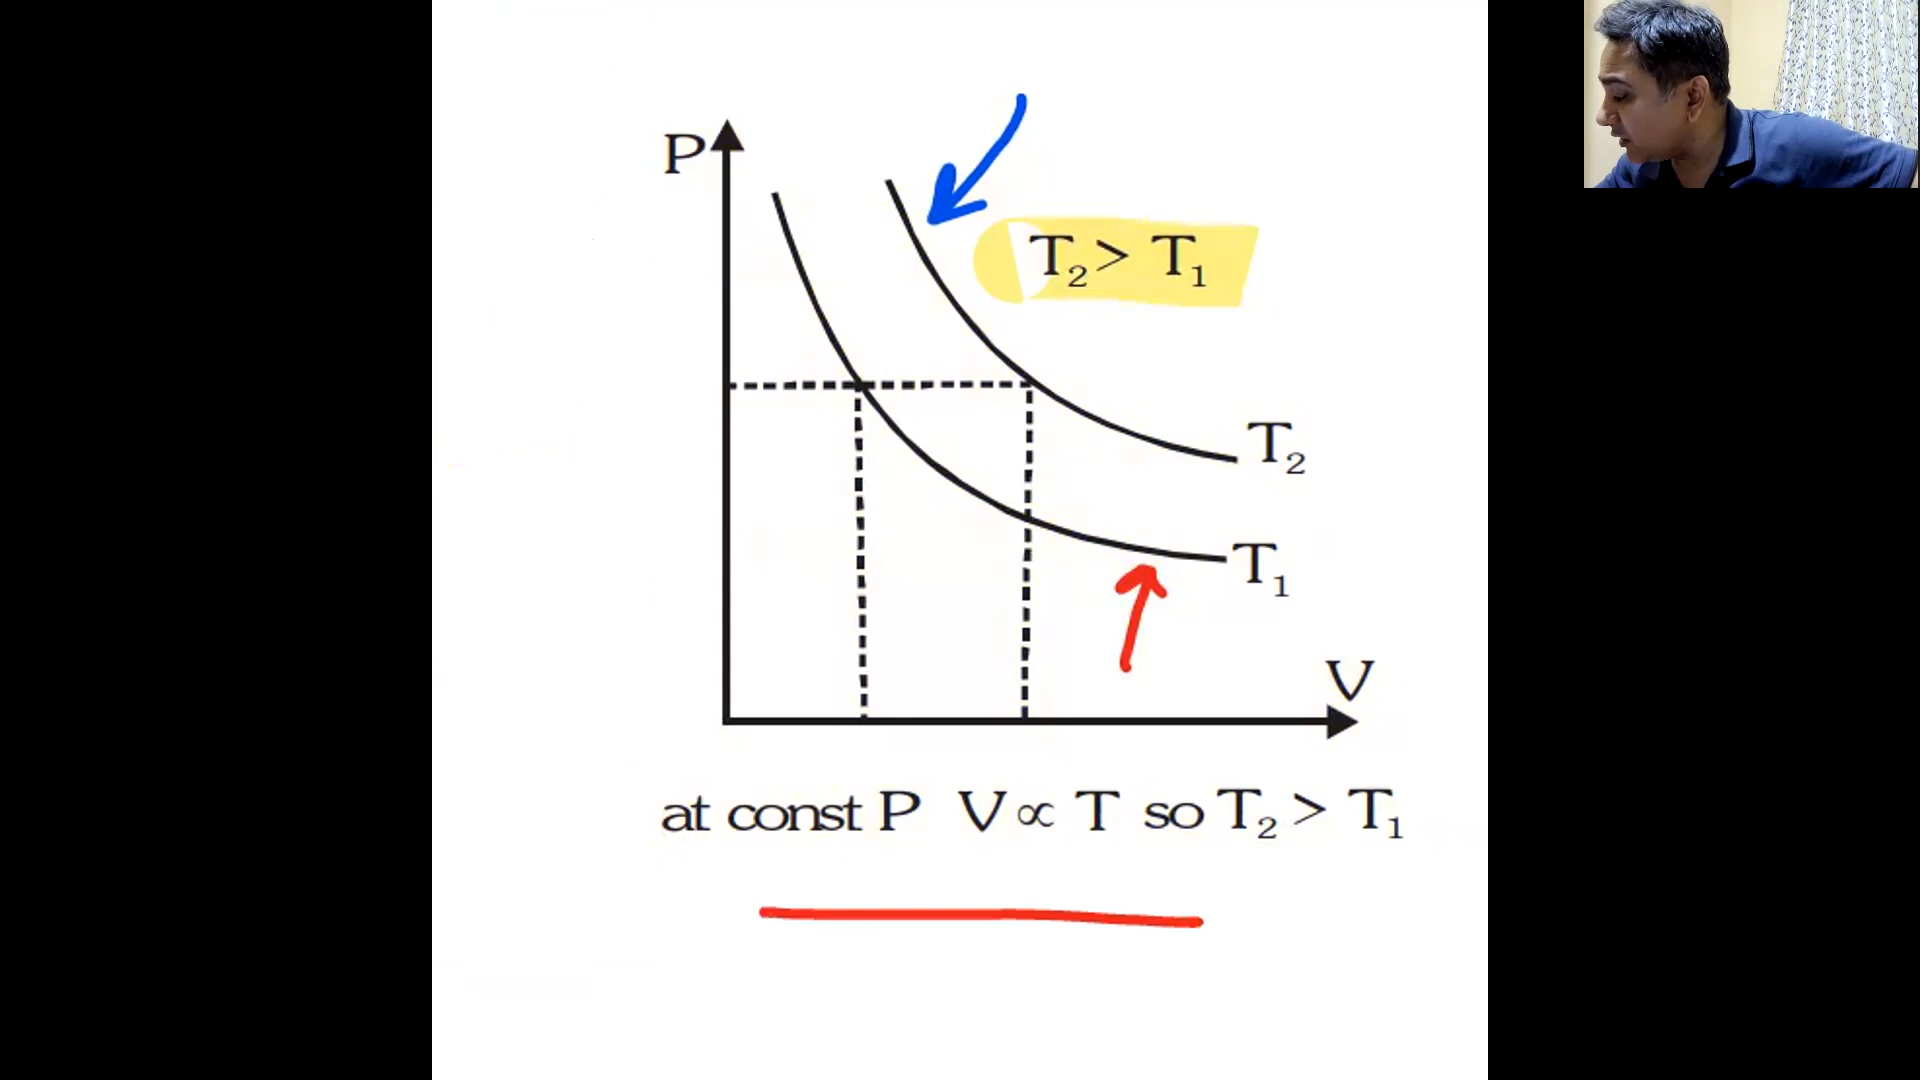 P
T₂ > T₁
T₂
T₁
V
at const P V ∝ T so T₂ > T₁